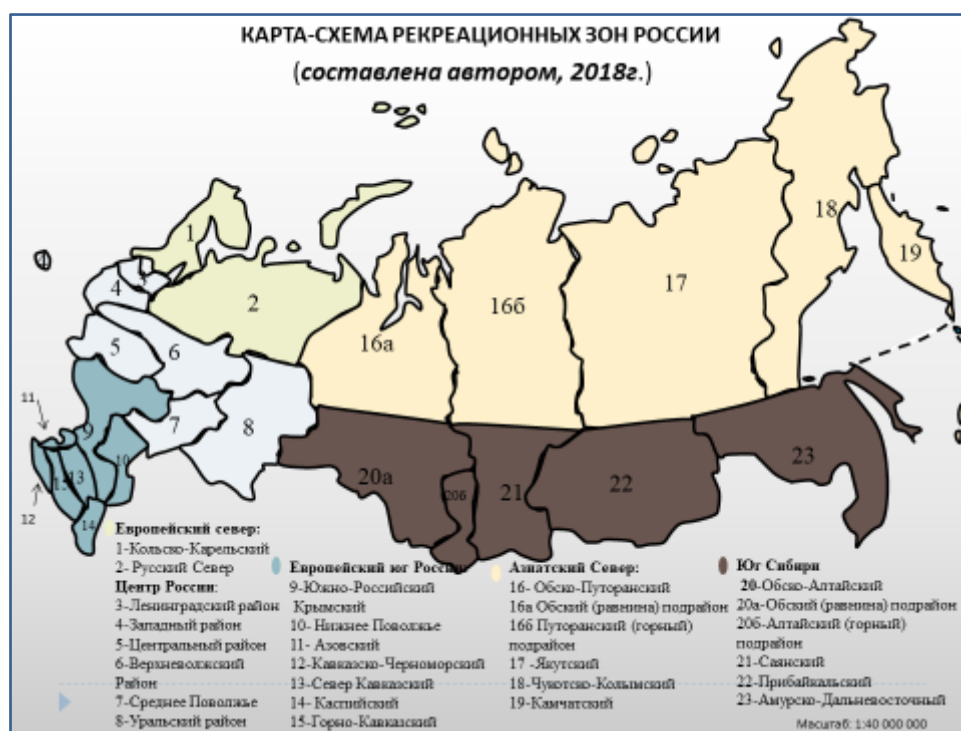 КАРТА-СХЕМА РЕКРЕАЦИОННЫХ ЗОН РОССИИ
(составлена автором, 2018г.)
1
2
3
4
5
6
7
8
9
10
11
12
13
14
15
16а
16б
17
18
19
20а
20б
21
22
23
Европейский север:
1-Кольско-Карельский
2- Русский Север
Центр России:
3-Ленинградский район
4-Западный район
5-Центральный район
6-Верхневолжский
Район
7-Среднее Поволжье
8-Уральский район
Европейский юг России:
9-Южно-Российский
Крымский
10- Нижнее Поволжье
11- Азовский
12-Кавказско-Черноморский
13-Север Кавказский
14- Каспийский
15-Горно-Кавказский
Азиатский Север:
16- Обско-Путоранский
16а Обский (равнина) подрайон
16б Путоранский (горный)
подрайон
17 -Якутский
18-Чукотско-Колымский
19-Камчатский
Юг Сибири
20-Обско-Алтайский
20а-Обский (равнина) подрайон
20б-Алтайский (горный)
подрайон
21-Саянский
22-Прибайкальский
23-Амурско-Дальневосточный
Масштаб: 1:40 000 000